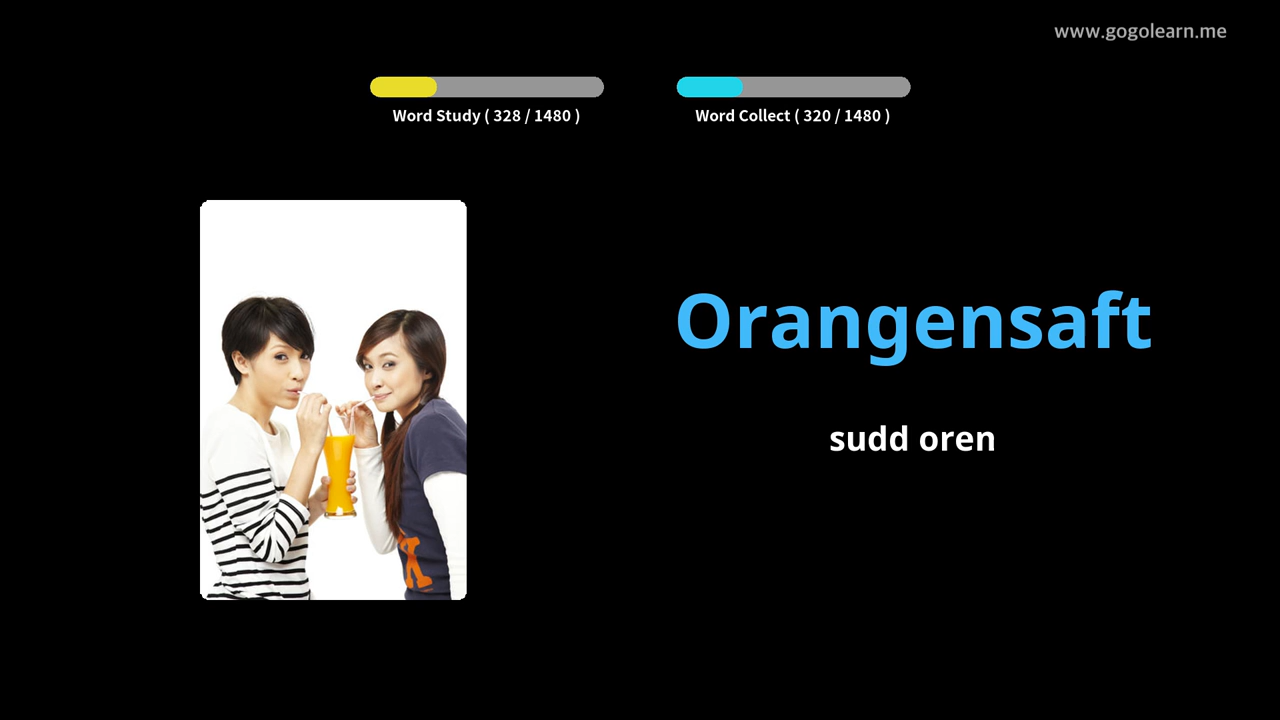 www.gogolearn.me
Word Study ( 328 / 1480 )
Word Collect ( 320 / 1480 )
Orangensaft
sudd oren